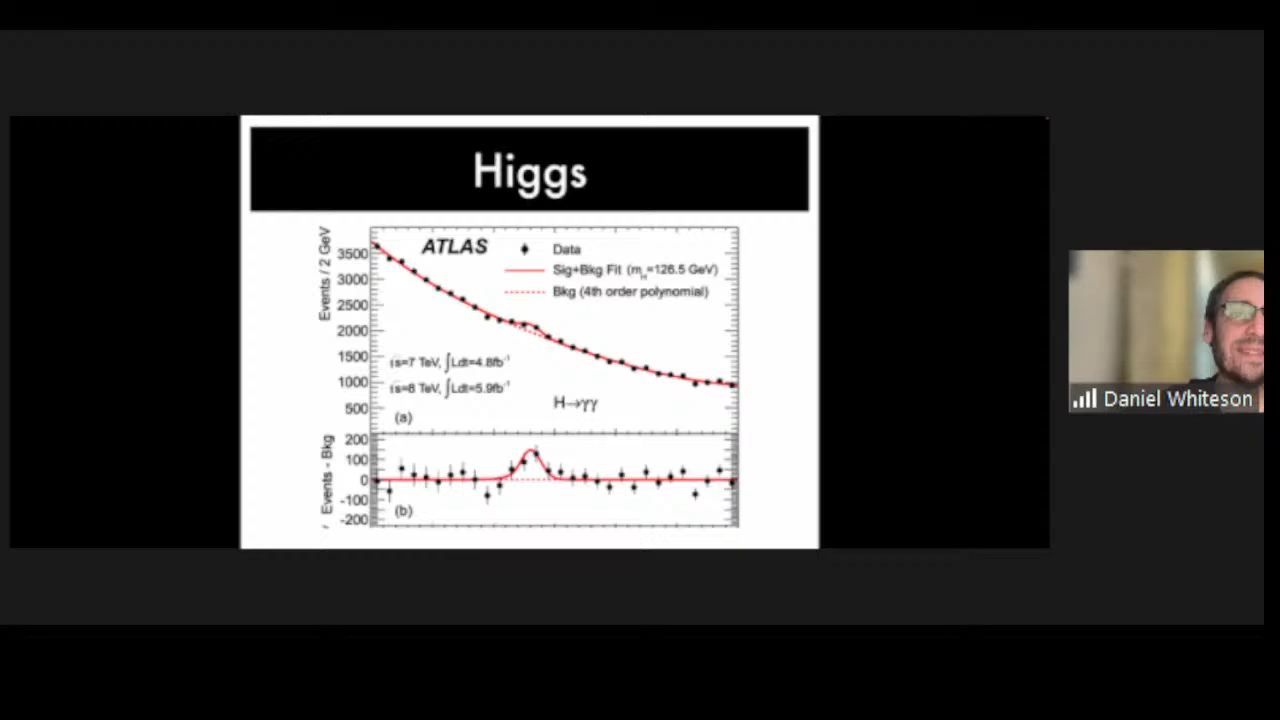 Higgs
Events / 2 GeV
ATLAS
Data
Sig+Bkg Fit (mH=126.5 GeV)
Bkg (4th order polynomial)
3500
3000
2500
2000
1500
1000
500
√s=7 TeV, ∫Ldt=4.8fb-1
√s=8 TeV, ∫Ldt=5.9fb-1
H→γγ
(a)
Events - Bkg
200
100
0
-100
-200
(b)
Daniel Whiteson